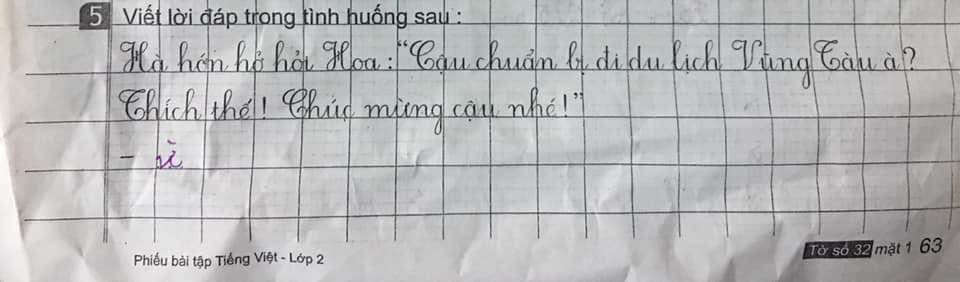 5 Viết lời đáp trong tình huống sau :
Hà hớn hở hỏi Hoa: "Cậu chuẩn bị đi du lịch Vũng Tàu à?
Thích thế! Chúc mừng cậu nhé!"
- ừ
Phiếu bài tập Tiếng Việt - Lớp 2
Tờ số 32 mặt 1 63